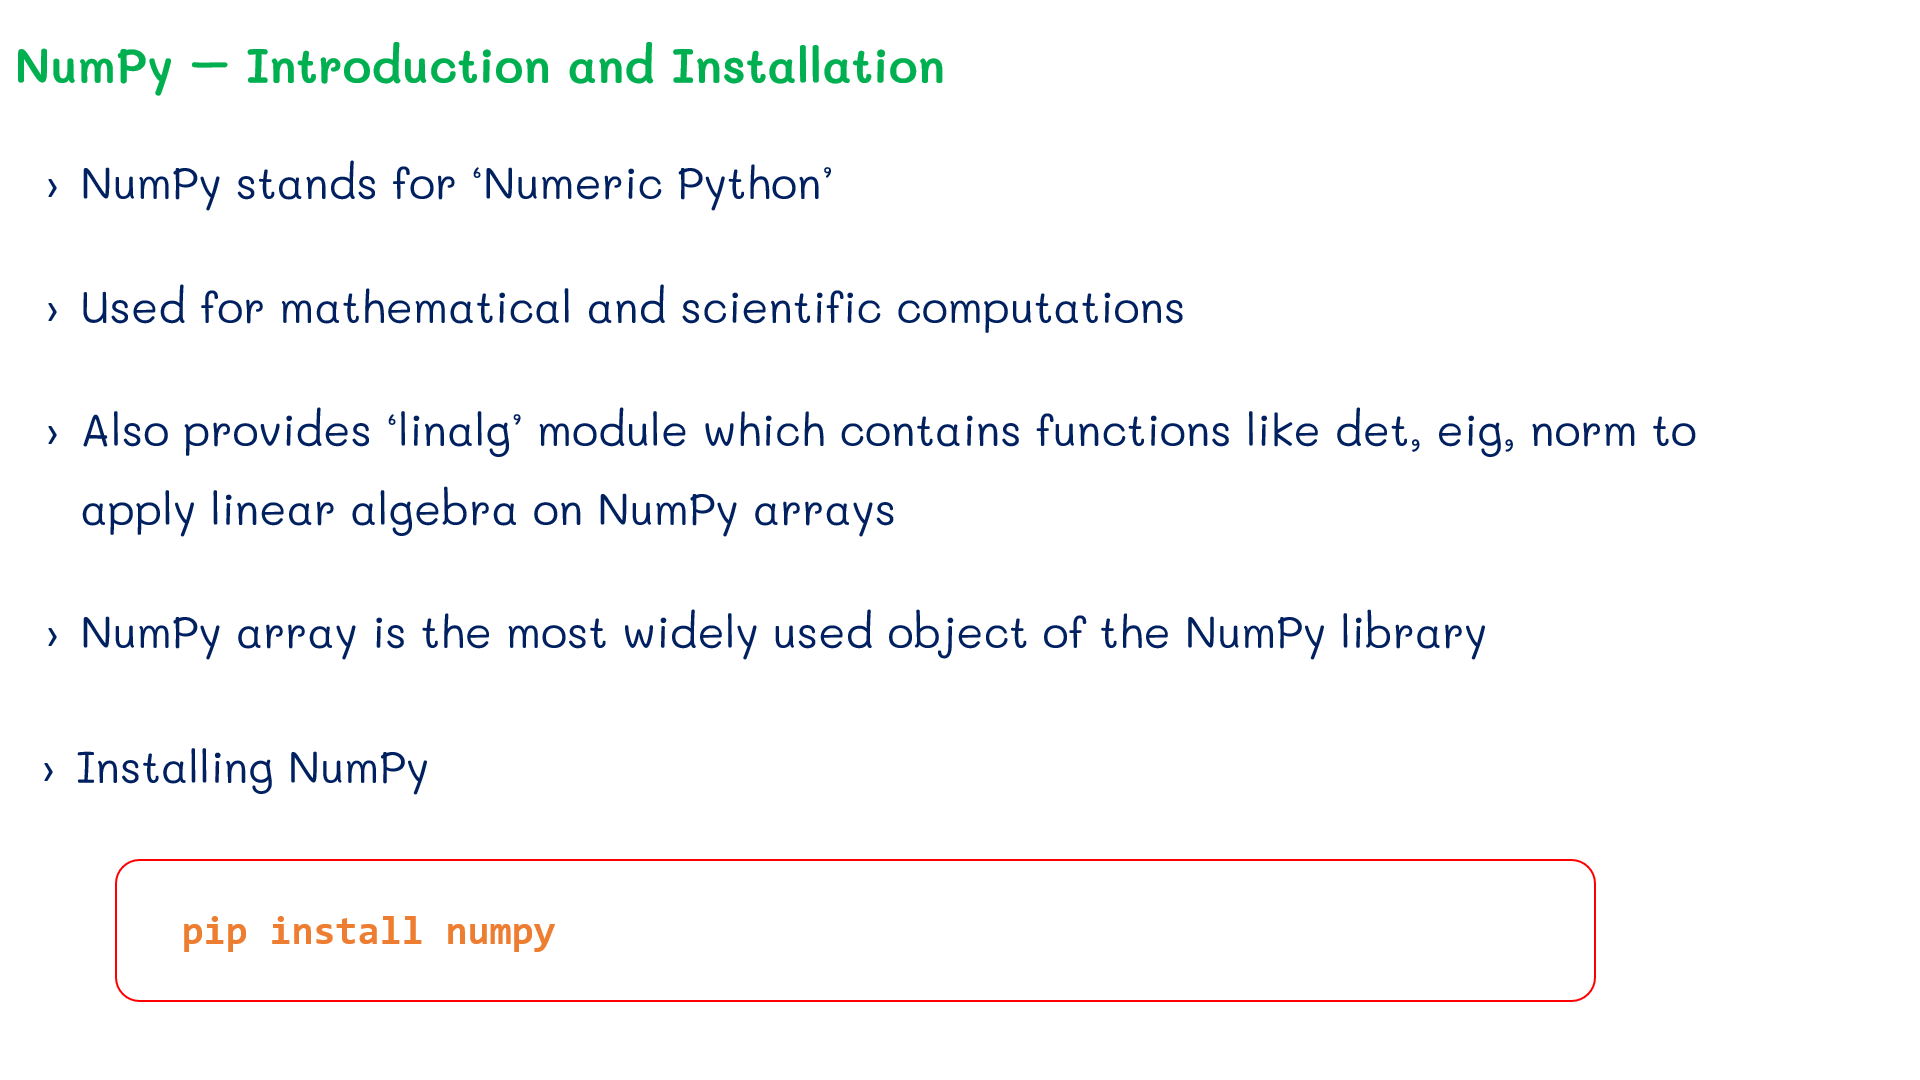 NumPy – Introduction and Installation
› NumPy stands for ‘Numeric Python’
› Used for mathematical and scientific computations
› Also provides ‘linalg’ module which contains functions like det, eig, norm to
apply linear algebra on NumPy arrays
› NumPy array is the most widely used object of the NumPy library
› Installing NumPy
pip install numpy